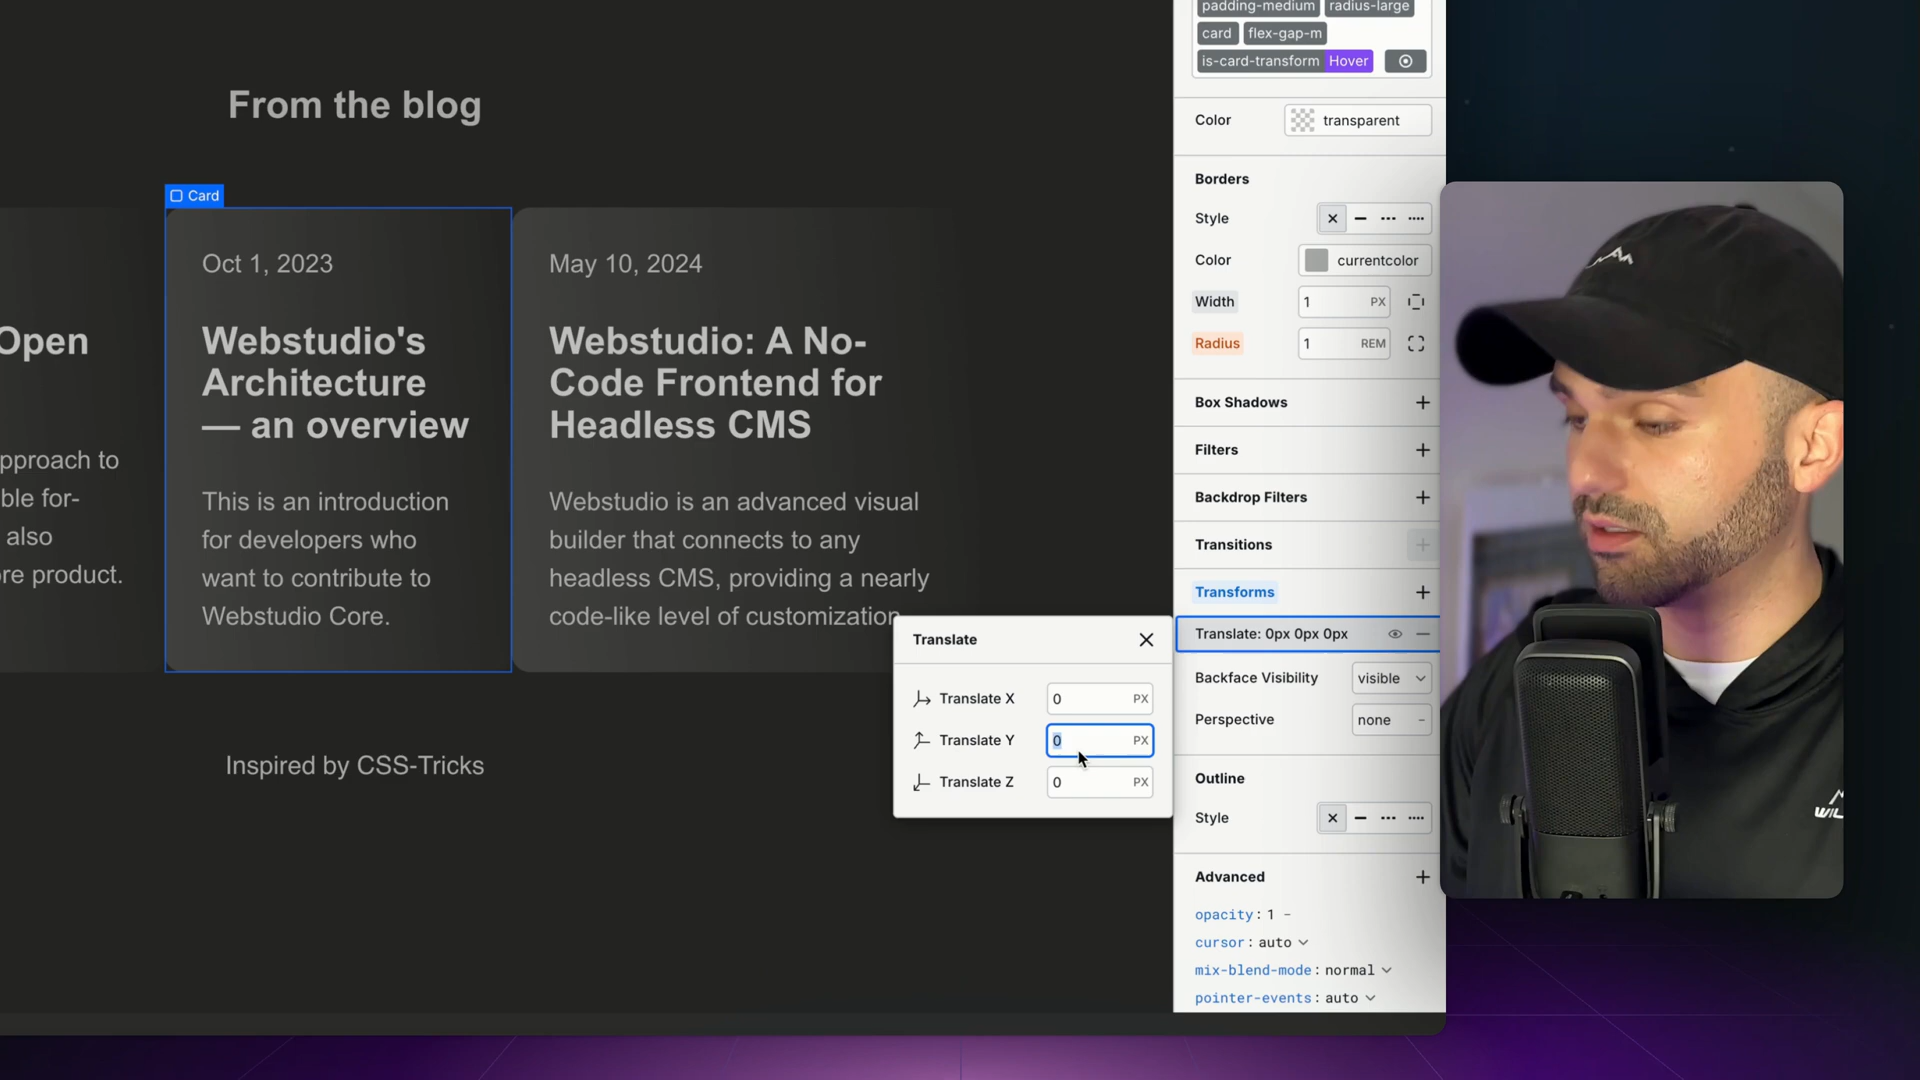 From the blog
Card
Open
pproach to
ble for-
also
ore product.
Oct 1, 2023
Webstudio's
Architecture
— an overview
This is an introduction
for developers who
want to contribute to
Webstudio Core.
May 10, 2024
Webstudio: A No-
Code Frontend for
Headless CMS
Webstudio is an advanced visual
builder that connects to any
headless CMS, providing a nearly
code-like level of customization.
Inspired by CSS-Tricks
Translate
Translate X 0 PX
Translate Y 0 PX
Translate Z 0 PX
padding-medium radius-large
card flex-gap-m
is-card-transform Hover
Color transparent
Borders
Style
Color currentcolor
Width 1 PX
Radius 1 REM
Box Shadows
Filters
Backdrop Filters
Transitions
Transforms
Translate: 0px 0px 0px
Backface Visibility visible
Perspective none
Outline
Style
Advanced
opacity: 1
cursor: auto
mix-blend-mode: normal
pointer-events: auto